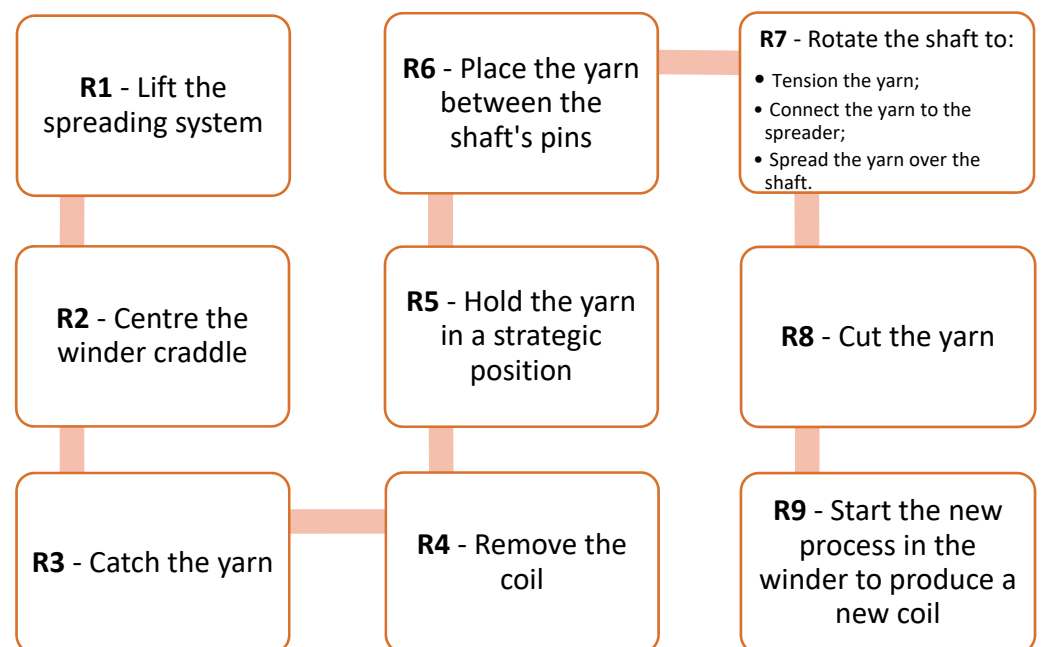 R1 - Lift the
spreading system
R2 - Centre the
winder craddle
R3 - Catch the yarn
R4 - Remove the
coil
R5 - Hold the yarn
in a strategic
position
R6 - Place the yarn
between the
shaft's pins
R7 - Rotate the shaft to:
• Tension the yarn;
• Connect the yarn to the
spreader;
• Spread the yarn over the
shaft.
R8 - Cut the yarn
R9 - Start the new
process in the
winder to produce a
new coil